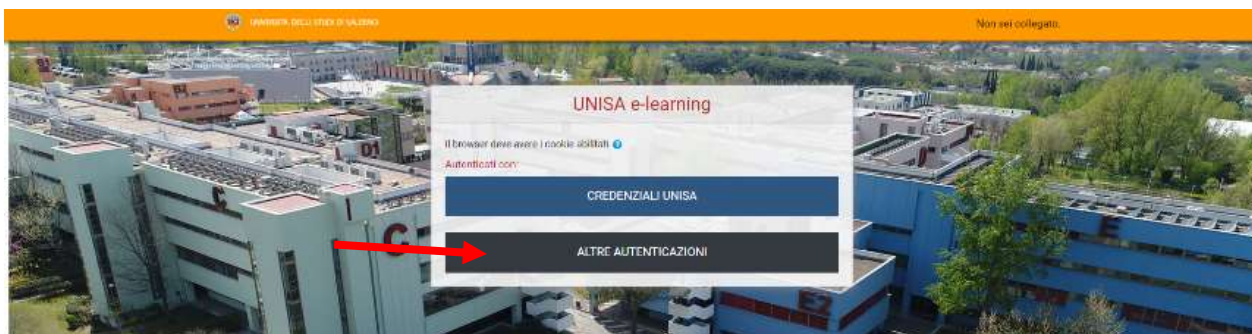 UNIVERSITÀ DEGLI STUDI DI SALERNO
Non sei collegato.
UNISA e-learning
Il browser deve avere i cookie abilitati
Autenticati con:
CREDENZIALI UNISA
ALTRE AUTENTICAZIONI
D1
C
I
G
E